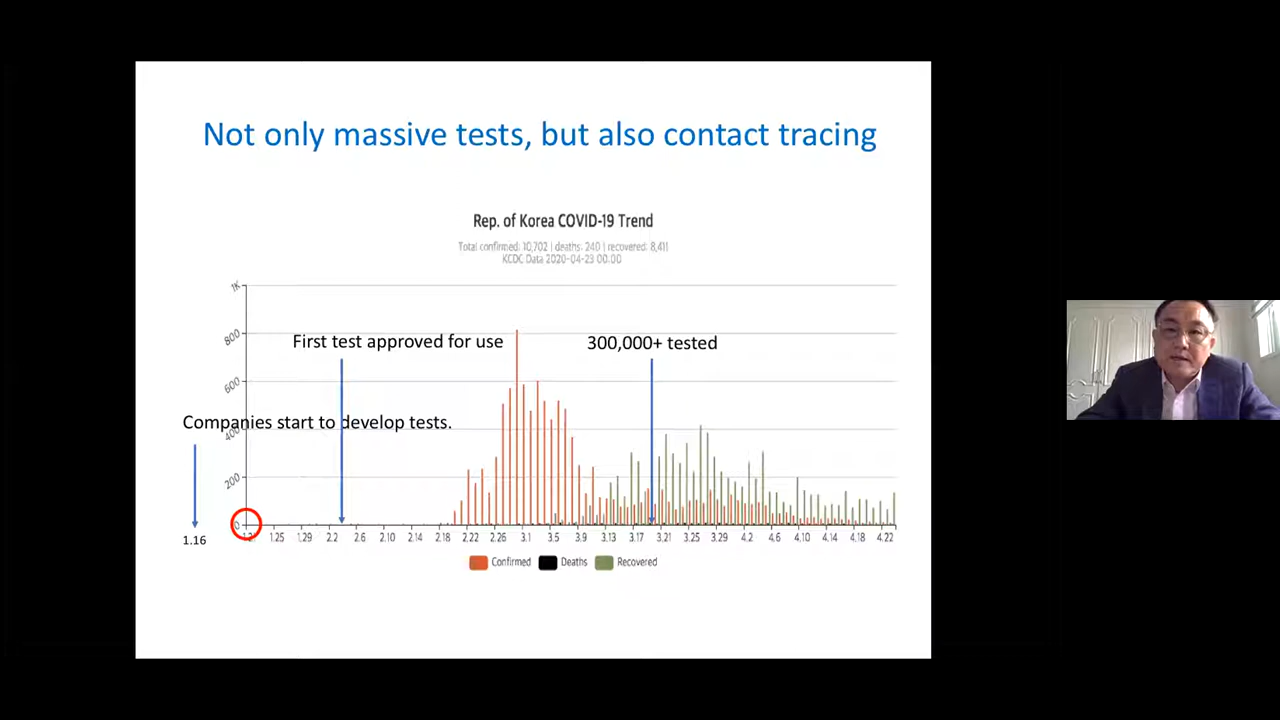 Not only massive tests, but also contact tracing
Rep. of Korea COVID-19 Trend
Total confirmed: 10,702 | deaths: 240 | recovered: 8,411
KCDC Data 2020-04-23 00:00
1K
800
600
400
200
0
First test approved for use
300,000+ tested
Companies start to develop tests.
1.16
1.25 1.29 2.2 2.6 2.10 2.14 2.18 2.22 2.26 3.1 3.5 3.9 3.13 3.17 3.21 3.25 3.29 4.2 4.6 4.10 4.14 4.18 4.22
Confirmed Deaths Recovered